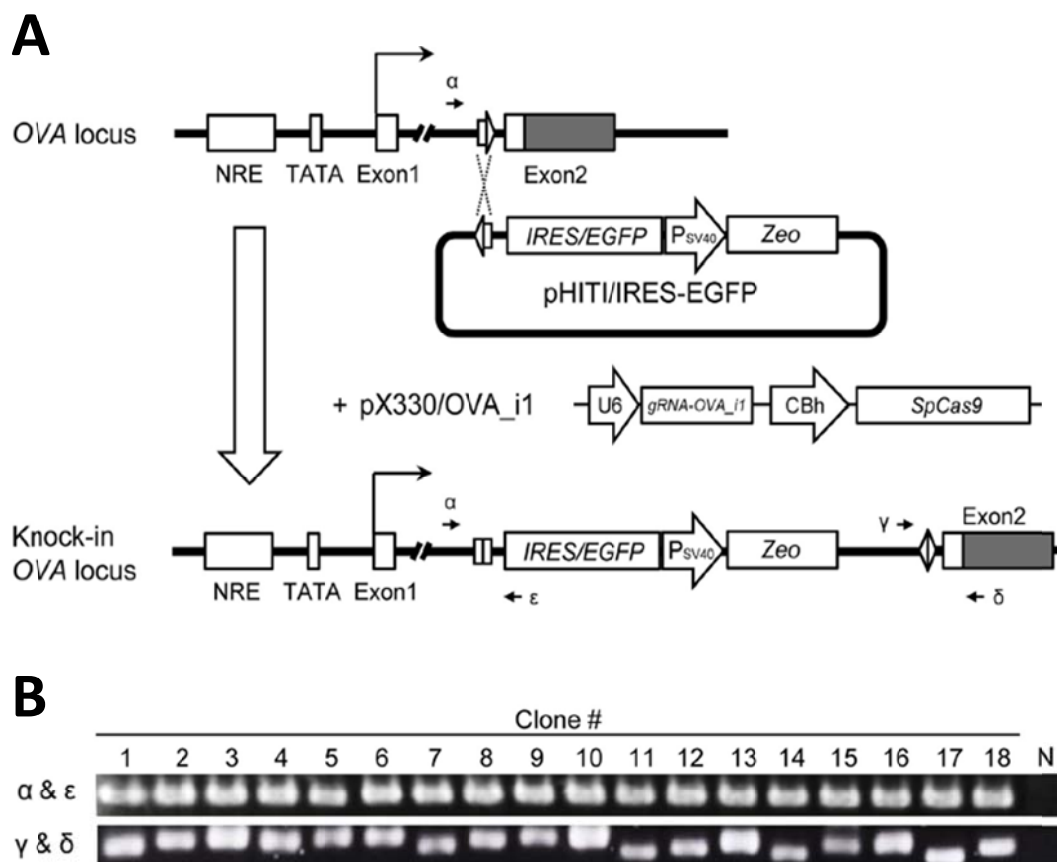 A
α
OVA locus
NRE TATA Exon1 Exon2
IRES/EGFP PSV40 Zeo
pHITI/IRES-EGFP
+ pX330/OVA_i1 U6 gRNA-OVA_i1 CBh SpCas9
α γ Exon2
Knock-in
OVA locus
IRES/EGFP PSV40 Zeo
NRE TATA Exon1 ε δ
B
Clone #
1 2 3 4 5 6 7 8 9 10 11 12 13 14 15 16 17 18 N
α & ε
γ & δ